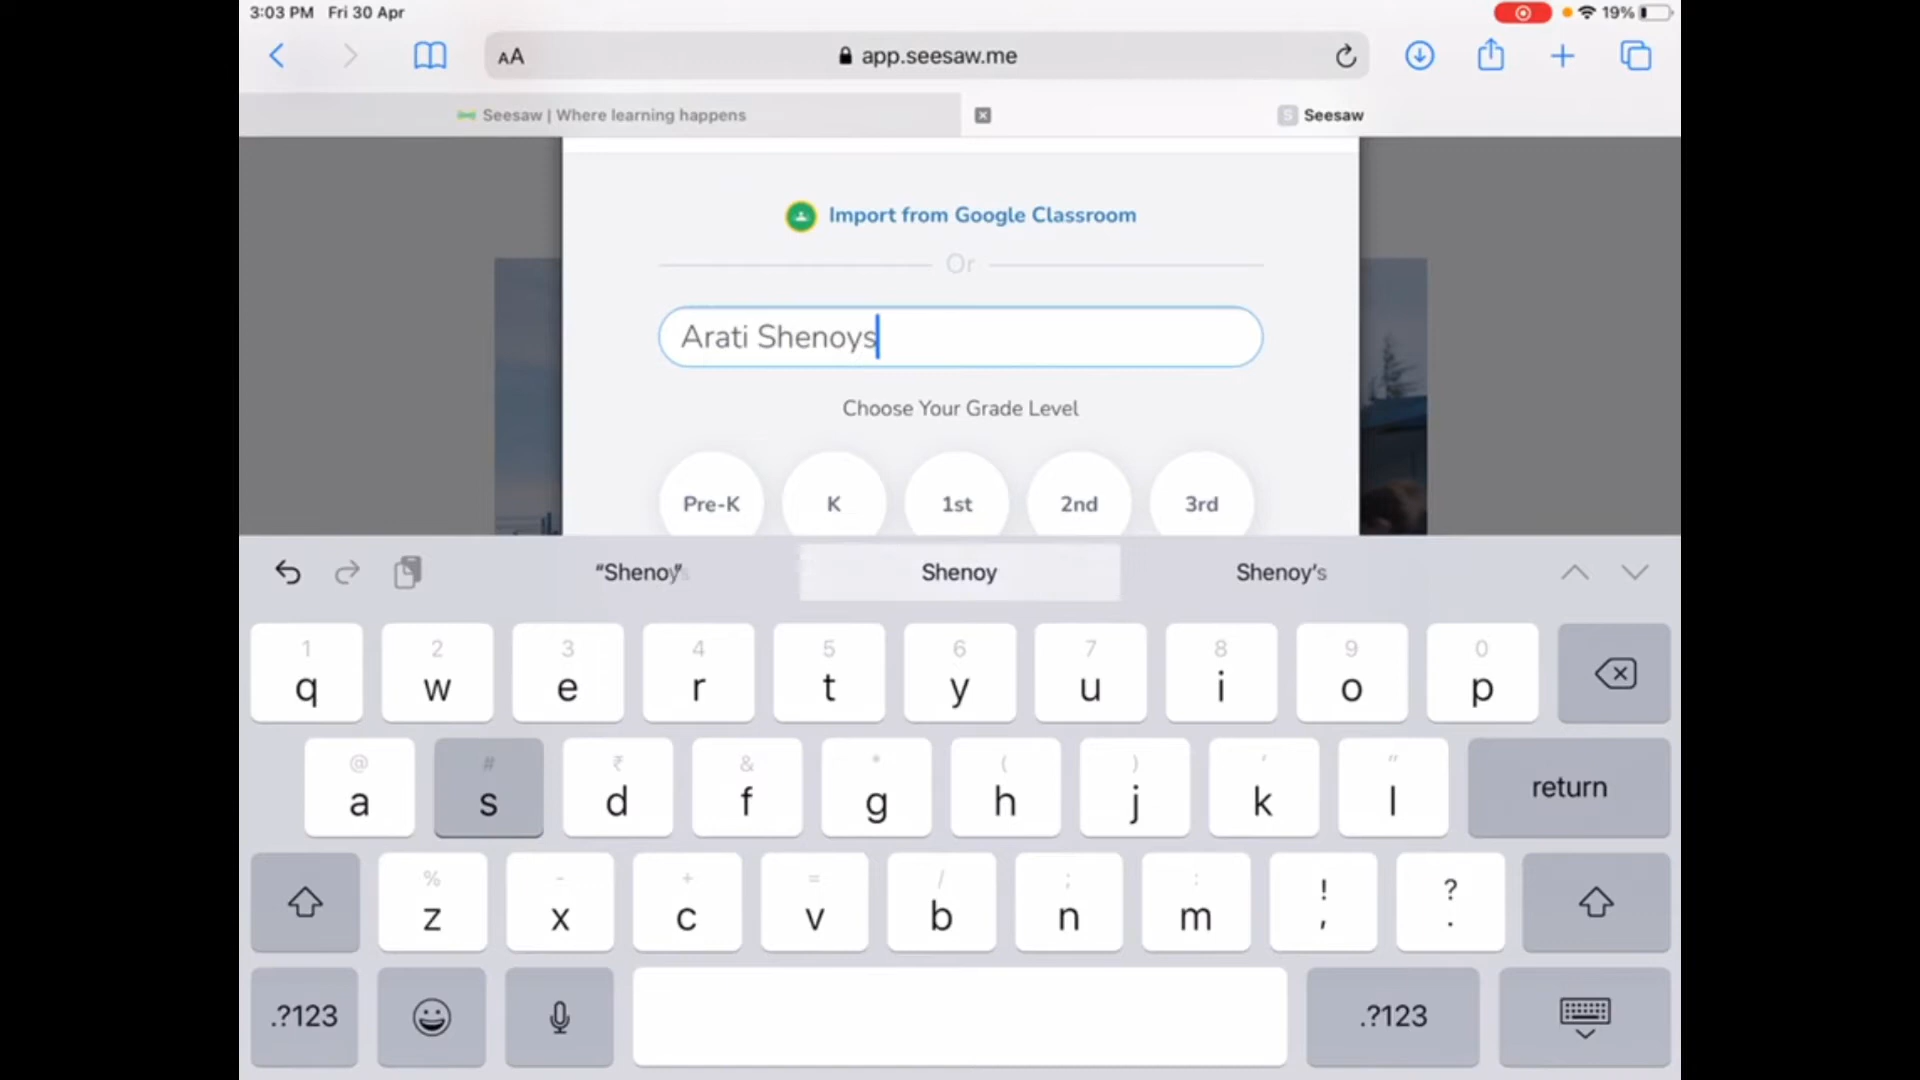 3:03 PM Fri 30 Apr
19%
AA
app.seesaw.me
Seesaw | Where learning happens
S Seesaw
Import from Google Classroom
Or
Arati Shenoys
Choose Your Grade Level
Pre-K K 1st 2nd 3rd
"Shenoy" Shenoy Shenoy's
1 2 3 4 5 6 7 8 9 0
q w e r t y u i o p
@ # ₹ & * ( ) ' "
a s d f g h j k l return
% - + = / ; : ! ?
z x c v b n m , .
.?123 .?123